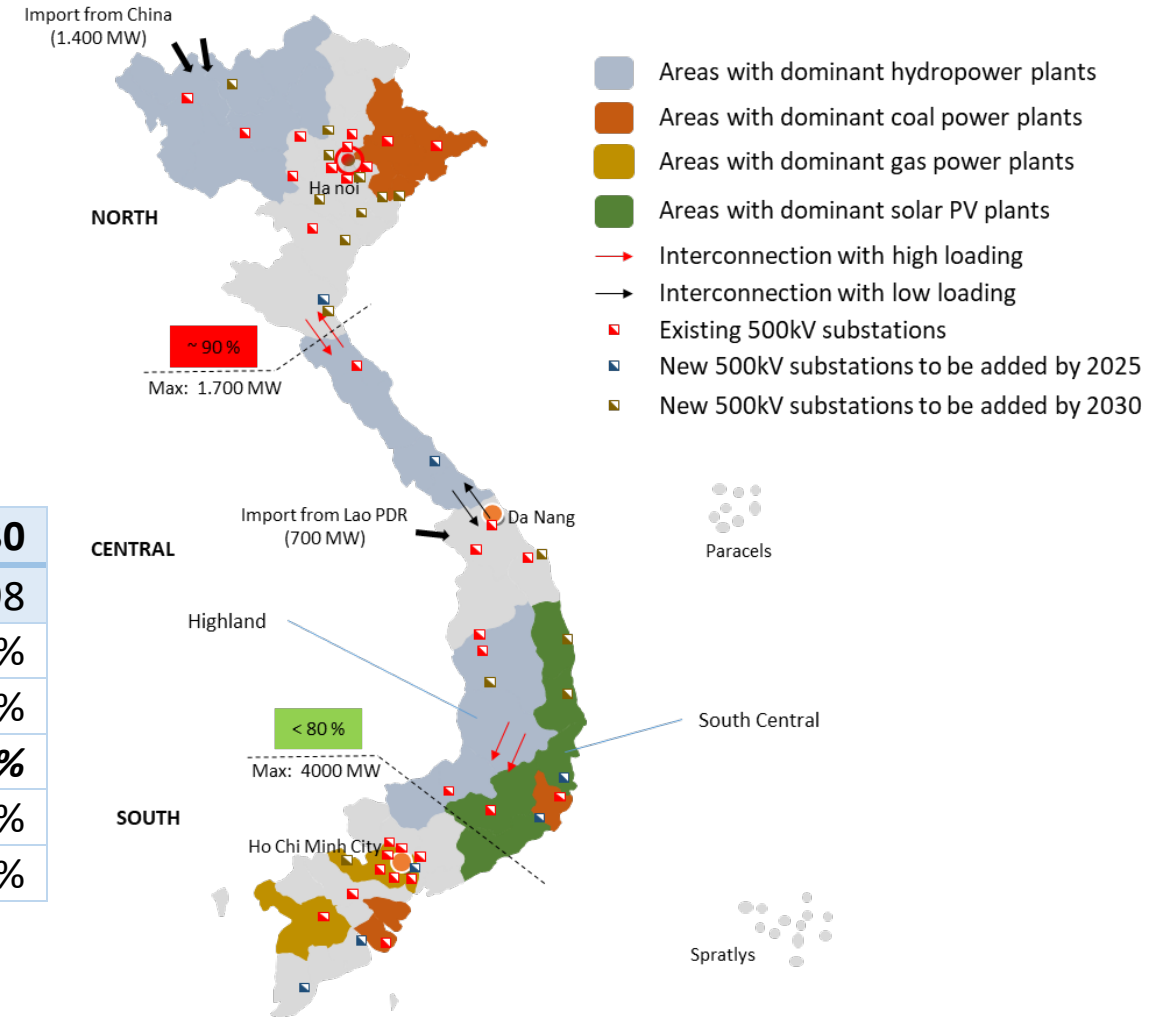 Import from China
(1.400 MW)
Areas with dominant hydropower plants
Areas with dominant coal power plants
Areas with dominant gas power plants
Areas with dominant solar PV plants
Interconnection with high loading
Interconnection with low loading
Existing 500kV substations
New 500kV substations to be added by 2025
New 500kV substations to be added by 2030
Ha noi
NORTH
~ 90 %
Max: 1.700 MW
Import from Lao PDR
(700 MW)
Da Nang
CENTRAL
Paracels
Highland
< 80 %
Max: 4000 MW
South Central
SOUTH
Ho Chi Minh City
Spratlys
%
%
%
%
%